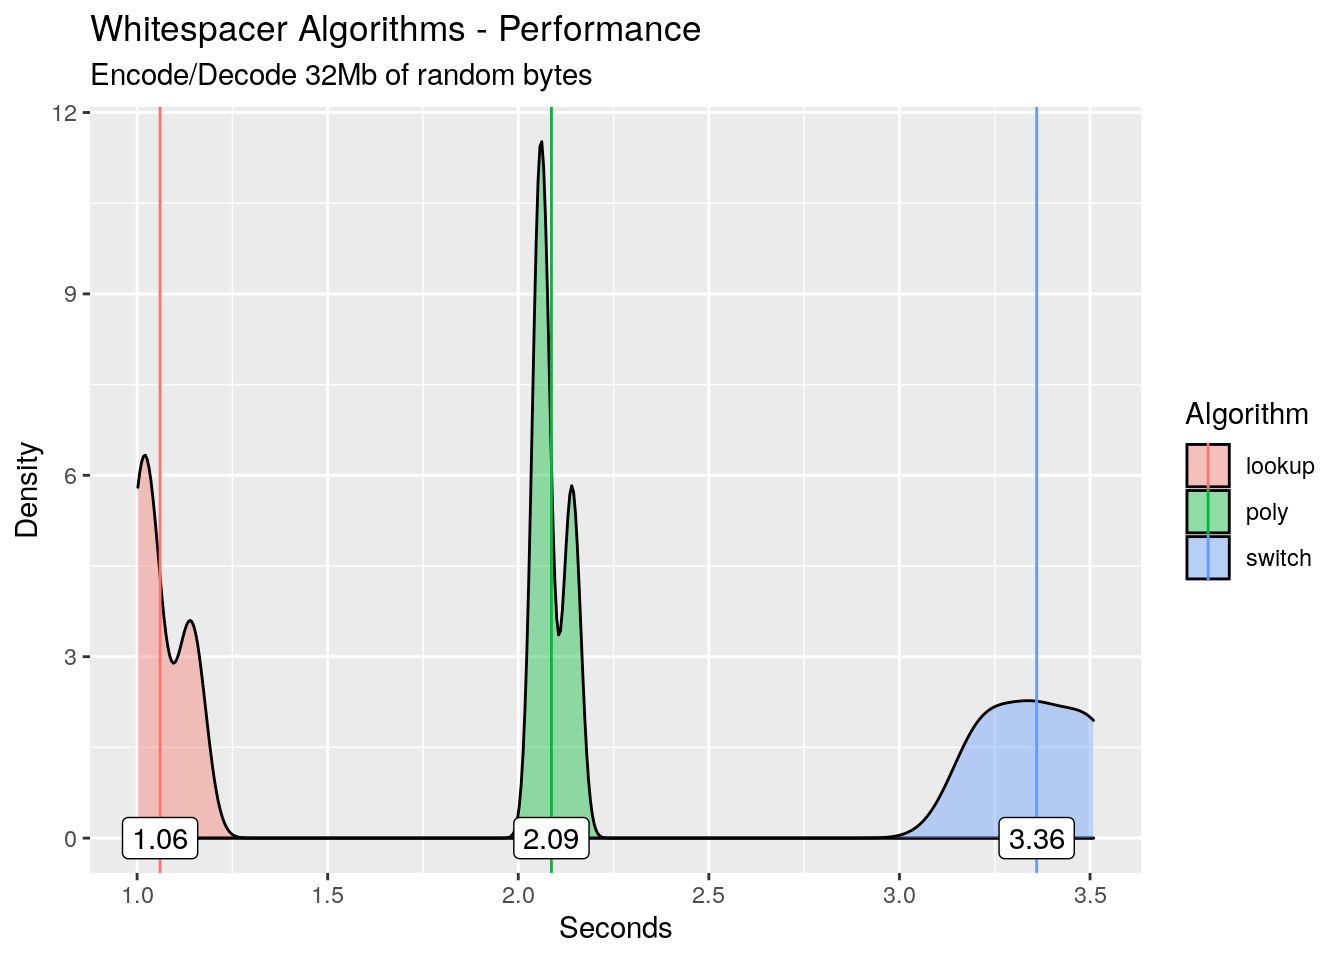 Whitespacer Algorithms - Performance
Encode/Decode 32Mb of random bytes
12
9
6
3
0
Density
1.06
2.09
3.36
1.0
1.5
2.0
2.5
3.0
3.5
Seconds
Algorithm
lookup
poly
switch